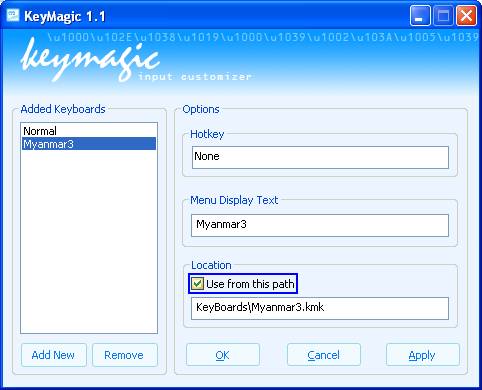 KeyMagic 1.1
\u1000\u102E\u1038\u1019\u1000\u1039\u1002\u103A\u1005\u1039
keymagic
input customizer
Added Keyboards
Normal
Myanmar3
Add New
Remove
Options
Hotkey
None
Menu Display Text
Myanmar3
Location
Use from this path
KeyBoards\Myanmar3.kmk
OK
Cancel
Apply